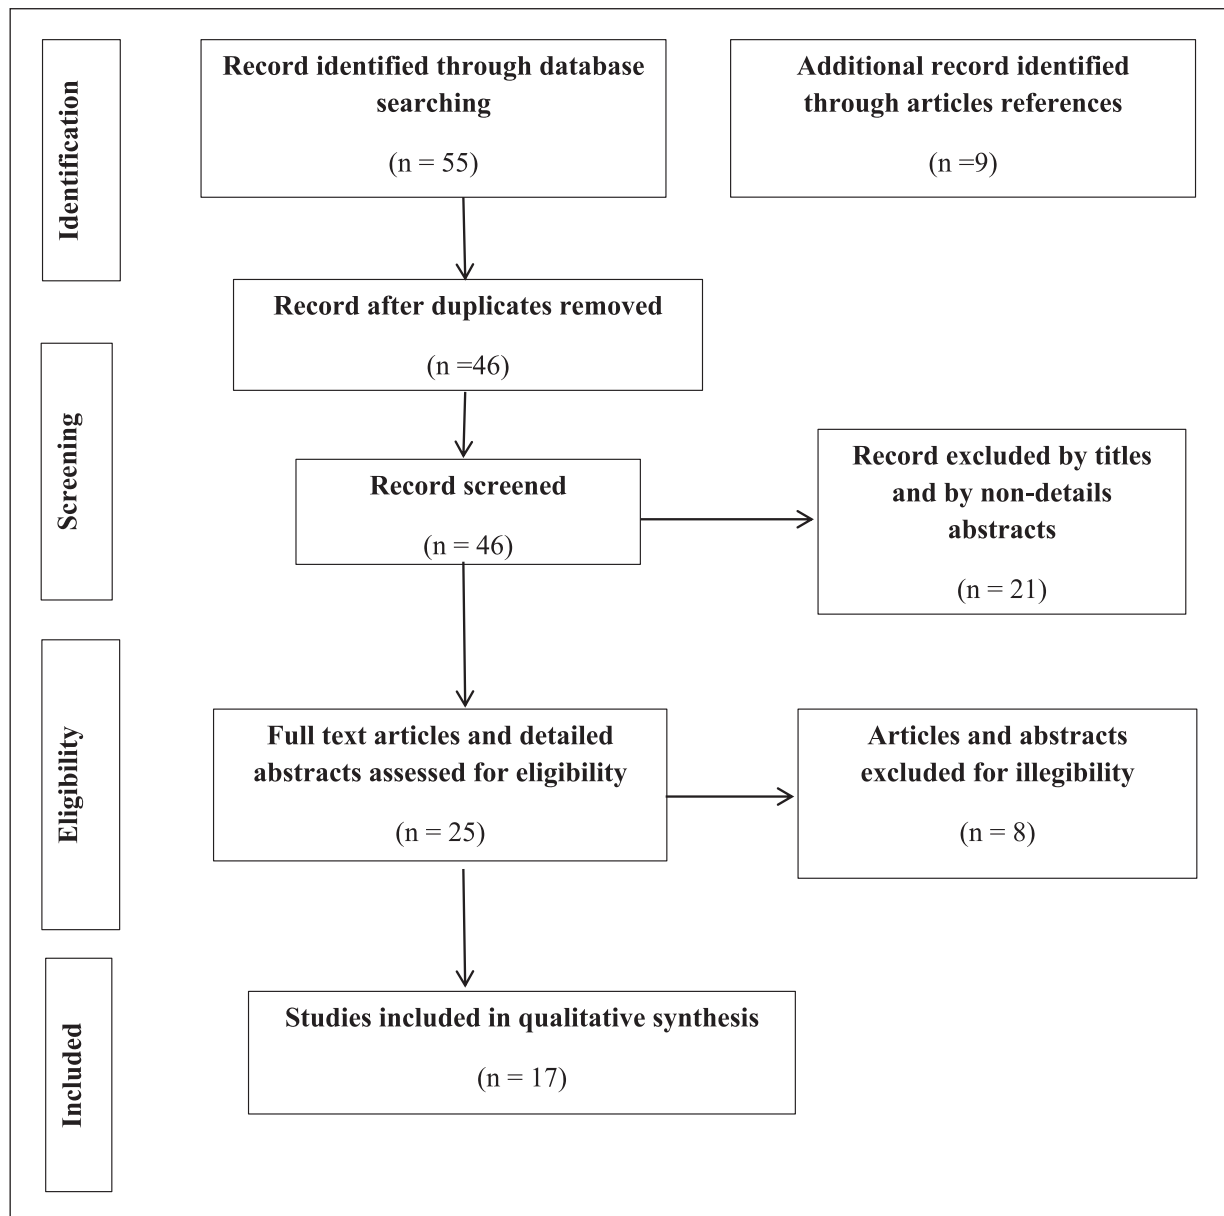 Identification
Record identified through database
searching
(n = 55)
Additional record identified
through articles references
(n =9)
Record after duplicates removed
(n =46)
Screening
Record screened
(n = 46)
Record excluded by titles
and by non-details
abstracts
(n = 21)
Eligibility
Full text articles and detailed
abstracts assessed for eligibility
(n = 25)
Articles and abstracts
excluded for illegibility
(n = 8)
Included
Studies included in qualitative synthesis
(n = 17)